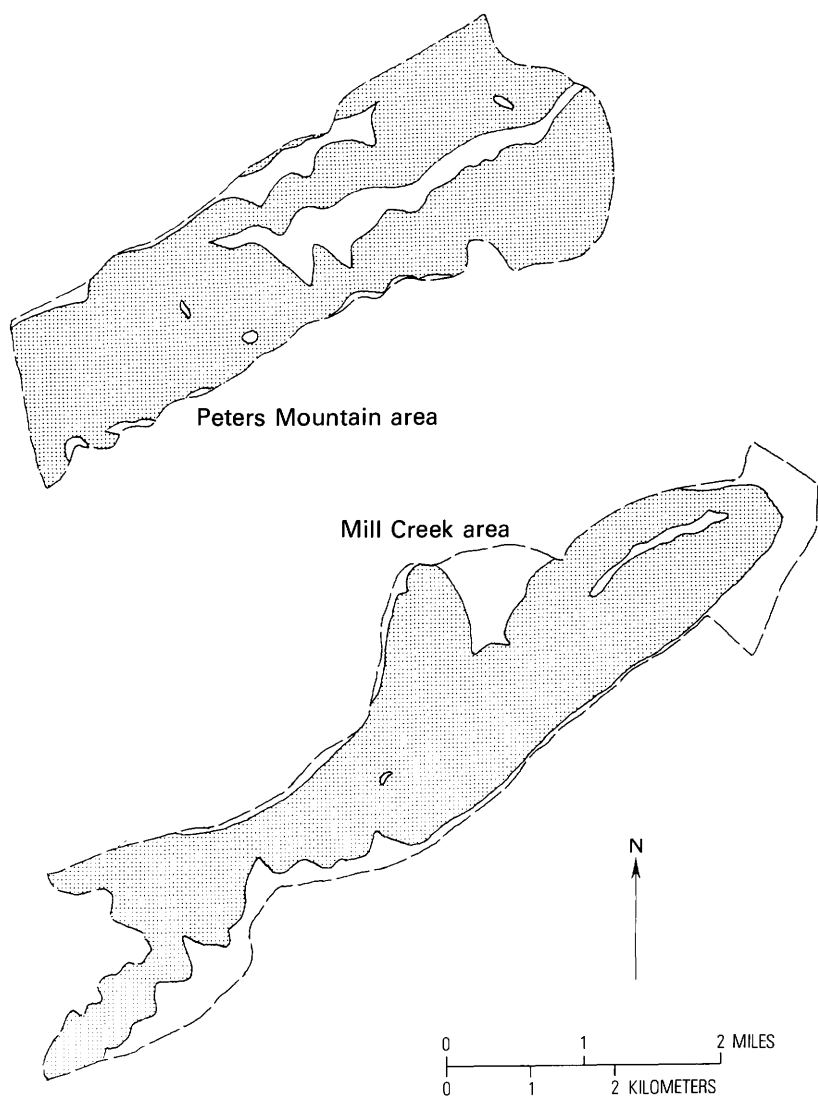 Peters Mountain area
Mill Creek area
N
0 1 2 MILES
0 1 2 KILOMETERS